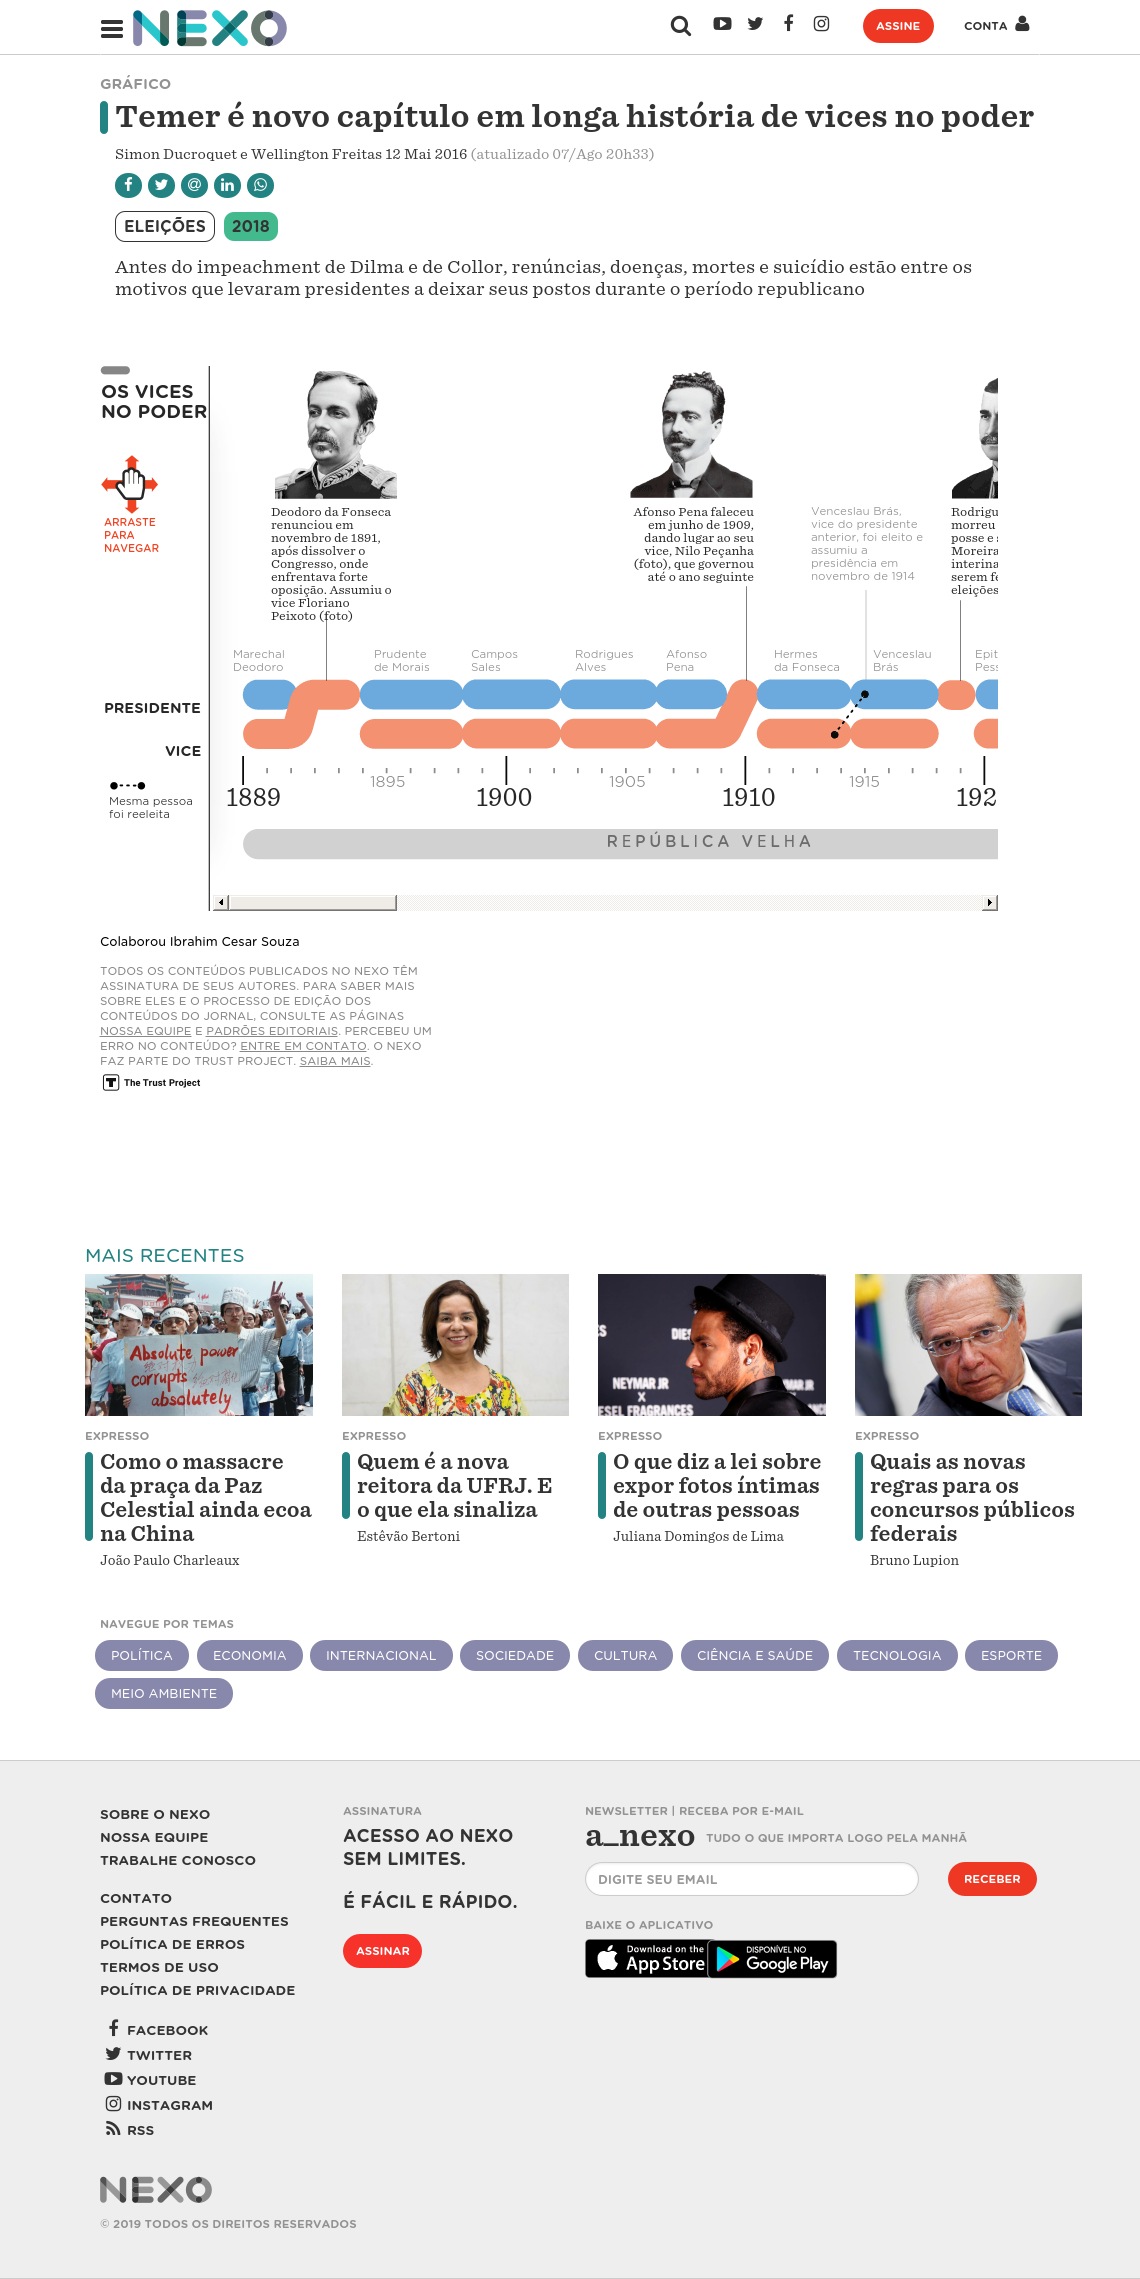 NEXO
ASSINE
CONTA
GRÁFICO
Temer é novo capítulo em longa história de vices no poder
Simon Ducroquet e Wellington Freitas 12 Mai 2016 (atualizado 07/Ago 20h33)
ELEIÇÕES 2018
Antes do impeachment de Dilma e de Collor, renúncias, doenças, mortes e suicídio estão entre os
motivos que levaram presidentes a deixar seus postos durante o período republicano
OS VICES
NO PODER
ARRASTE
PARA
NAVEGAR
Deodoro da Fonseca
renunciou em
novembro de 1891,
após dissolver o
Congresso, onde
enfrentava forte
oposição. Assumiu o
vice Floriano
Peixoto (foto)
Afonso Pena faleceu
em junho de 1909,
dando lugar ao seu
vice, Nilo Peçanha
(foto), que governou
até o ano seguinte
Venceslau Brás,
vice do presidente
anterior, foi eleito e
assumiu a
presidência em
novembro de 1914
Rodrigu
morreu
posse e
Moreira
interina
serem fe
eleições
Marechal
Deodoro
Prudente
de Morais
Campos
Sales
Rodrigues
Alves
Afonso
Pena
Hermes
da Fonseca
Venceslau
Brás
Epit
Pess
PRESIDENTE
VICE
Mesma pessoa
foi reeleita
1889 1895 1900 1905 1910 1915 192
REPÚBLICA VELHA
Colaborou Ibrahim Cesar Souza
TODOS OS CONTEÚDOS PUBLICADOS NO NEXO TÊM
ASSINATURA DE SEUS AUTORES. PARA SABER MAIS
SOBRE ELES E O PROCESSO DE EDIÇÃO DOS
CONTEÚDOS DO JORNAL, CONSULTE AS PÁGINAS
NOSSA EQUIPE E PADRÕES EDITORIAIS. PERCEBEU UM
ERRO NO CONTEÚDO? ENTRE EM CONTATO. O NEXO
FAZ PARTE DO TRUST PROJECT. SAIBA MAIS.
T The Trust Project
MAIS RECENTES
Absolute power
corrupts
absolutely
NEYMAR JR
X
ESEL FRAGRANCES
EXPRESSO
Como o massacre
da praça da Paz
Celestial ainda ecoa
na China
João Paulo Charleaux
EXPRESSO
Quem é a nova
reitora da UFRJ. E
o que ela sinaliza
Estêvão Bertoni
EXPRESSO
O que diz a lei sobre
expor fotos íntimas
de outras pessoas
Juliana Domingos de Lima
EXPRESSO
Quais as novas
regras para os
concursos públicos
federais
Bruno Lupion
NAVEGUE POR TEMAS
POLÍTICA ECONOMIA INTERNACIONAL SOCIEDADE CULTURA CIÊNCIA E SAÚDE TECNOLOGIA ESPORTE
MEIO AMBIENTE
SOBRE O NEXO
NOSSA EQUIPE
TRABALHE CONOSCO
CONTATO
PERGUNTAS FREQUENTES
POLÍTICA DE ERROS
TERMOS DE USO
POLÍTICA DE PRIVACIDADE
FACEBOOK
TWITTER
YOUTUBE
INSTAGRAM
RSS
ASSINATURA
ACESSO AO NEXO
SEM LIMITES.
É FÁCIL E RÁPIDO.
ASSINAR
NEWSLETTER | RECEBA POR E-MAIL
a_nexo TUDO O QUE IMPORTA LOGO PELA MANHÃ
DIGITE SEU EMAIL
RECEBER
BAIXE O APLICATIVO
Download on the
App Store
DISPONÍVEL NO
Google Play
NEXO
© 2019 TODOS OS DIREITOS RESERVADOS